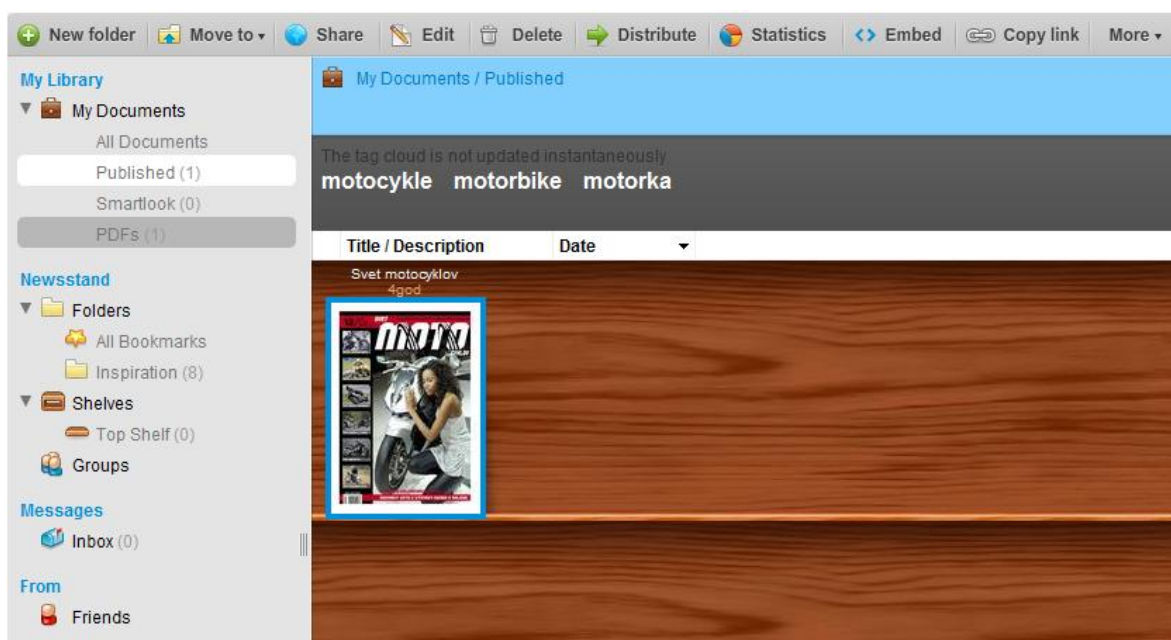 New folder Move to Share Edit Delete Distribute Statistics Embed Copy link More
My Library
My Documents
All Documents
Published (1)
Smartlook (0)
PDFs (1)
Newsstand
Folders
All Bookmarks
Inspiration (8)
Shelves
Top Shelf (0)
Groups
Messages
Inbox (0)
From
Friends
My Documents / Published
The tag cloud is not updated instantaneously
motocykle motorbike motorka
Title / Description Date
Svet motocyklov
4god
MOTO